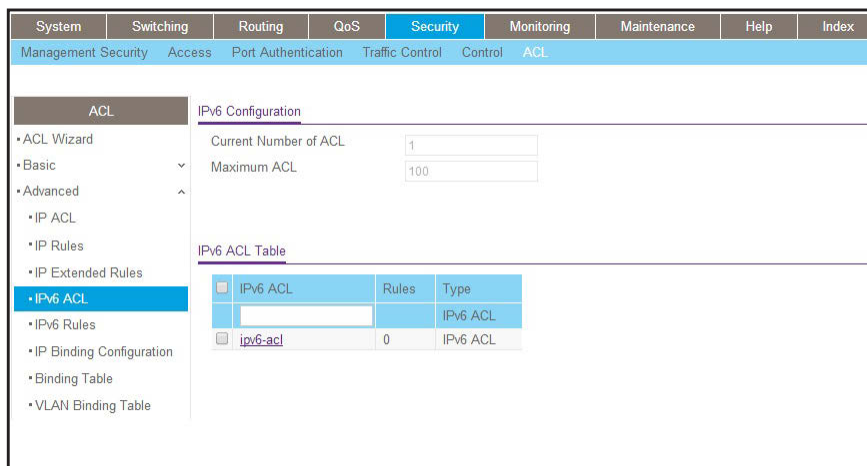 System Switching Routing QoS Security Monitoring Maintenance Help Index
Management Security Access Port Authentication Traffic Control Control ACL
ACL
ACL Wizard
Basic
Advanced
IP ACL
IP Rules
IP Extended Rules
IPv6 ACL
IPv6 Rules
IP Binding Configuration
Binding Table
VLAN Binding Table
IPv6 Configuration
Current Number of ACL 1
Maximum ACL 100
IPv6 ACL Table
IPv6 ACL Rules Type
IPv6 ACL
ipv6-acl 0 IPv6 ACL